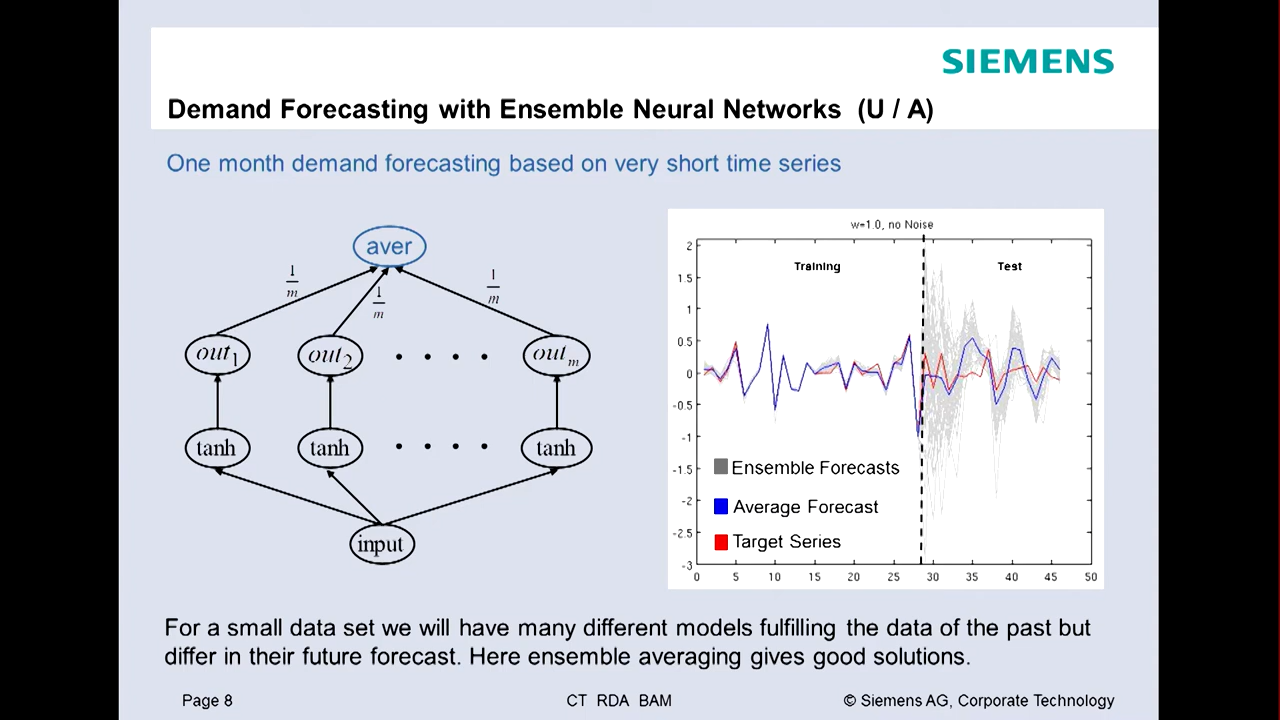 SIEMENS
Demand Forecasting with Ensemble Neural Networks (U / A)
One month demand forecasting based on very short time series
aver
1/m
1/m
1/m
out1
out2
• • • •
outm
tanh
tanh
• • • •
tanh
input
w=1.0, no Noise
Training
Test
2
1.5
1
0.5
0
-0.5
-1
-1.5
-2
-2.5
-3
Ensemble Forecasts
Average Forecast
Target Series
0 5 10 15 20 25 30 35 40 45 50
For a small data set we will have many different models fulfilling the data of the past but
differ in their future forecast. Here ensemble averaging gives good solutions.
Page 8
CT RDA BAM
© Siemens AG, Corporate Technology